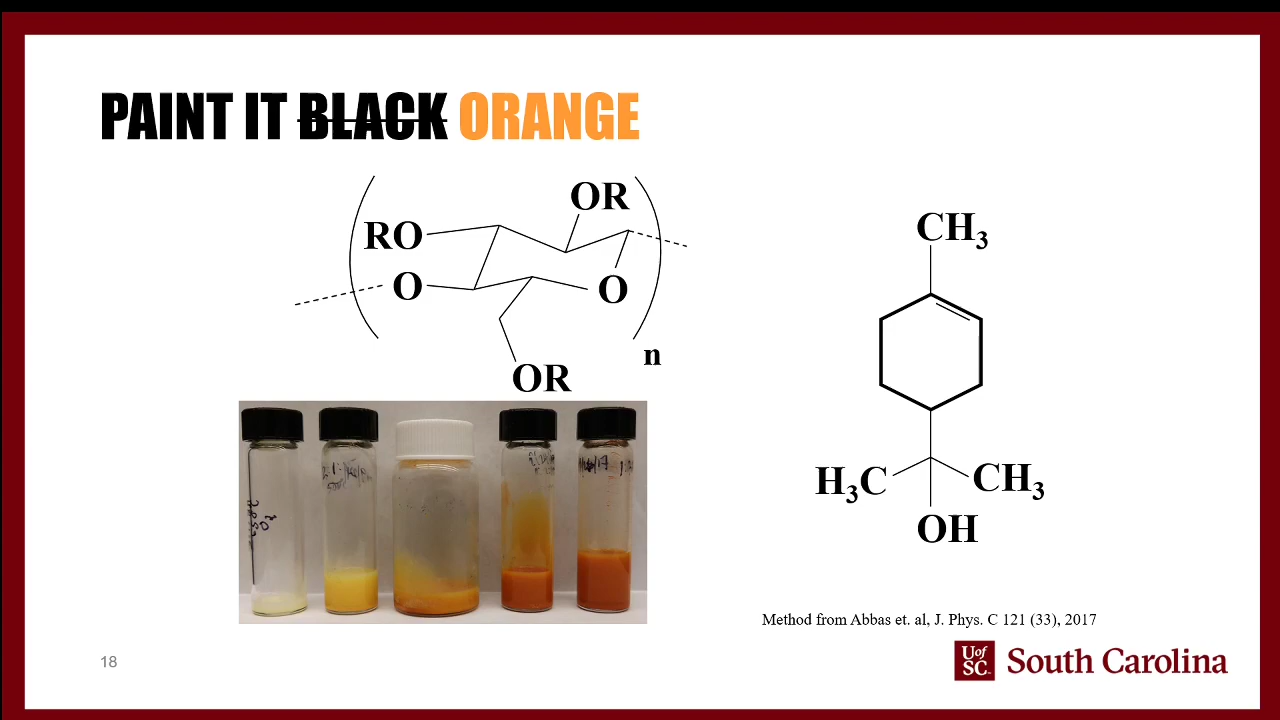 PAINT IT BLACK ORANGE
OR
RO
O
O
n
OR
CH₃
H₃C
CH₃
OH
Method from Abbas et. al, J. Phys. C 121 (33), 2017
18
UofSC
South Carolina